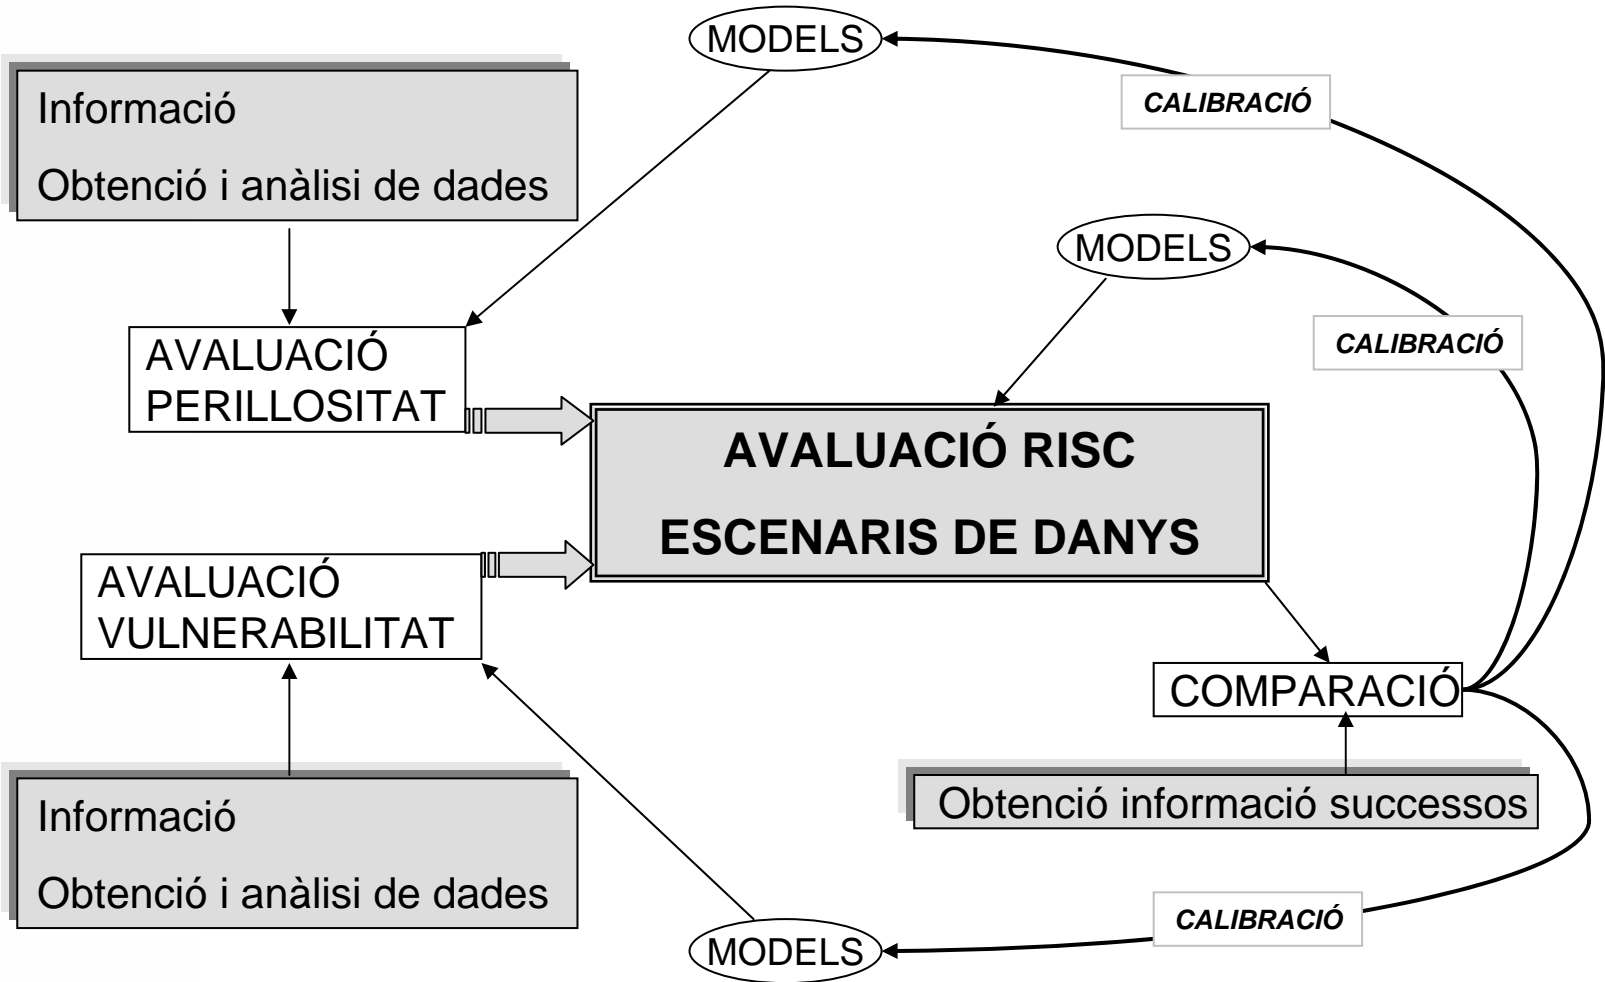 MODELS
CALIBRACIÓ
Informació
Obtenció i anàlisi de dades
MODELS
CALIBRACIÓ
AVALUACIÓ
PERILLOSITAT
AVALUACIÓ RISC
ESCENARIS DE DANYS
AVALUACIÓ
VULNERABILITAT
COMPARACIÓ
Obtenció informació successos
Informació
Obtenció i anàlisi de dades
CALIBRACIÓ
MODELS